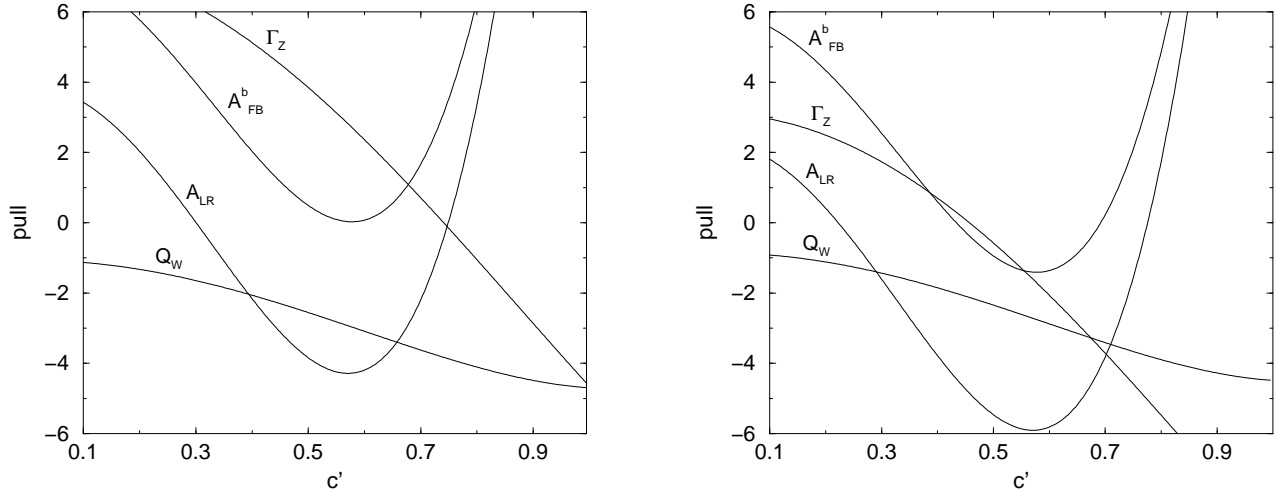 6
4
2
0
−2
−4
−6
pull
Γ_Z
A^b_FB
A_LR
Q_W
0.1 0.3 0.5 0.7 0.9
c’
6
4
2
0
−2
−4
−6
pull
A^b_FB
Γ_Z
A_LR
Q_W
0.1 0.3 0.5 0.7 0.9
c’